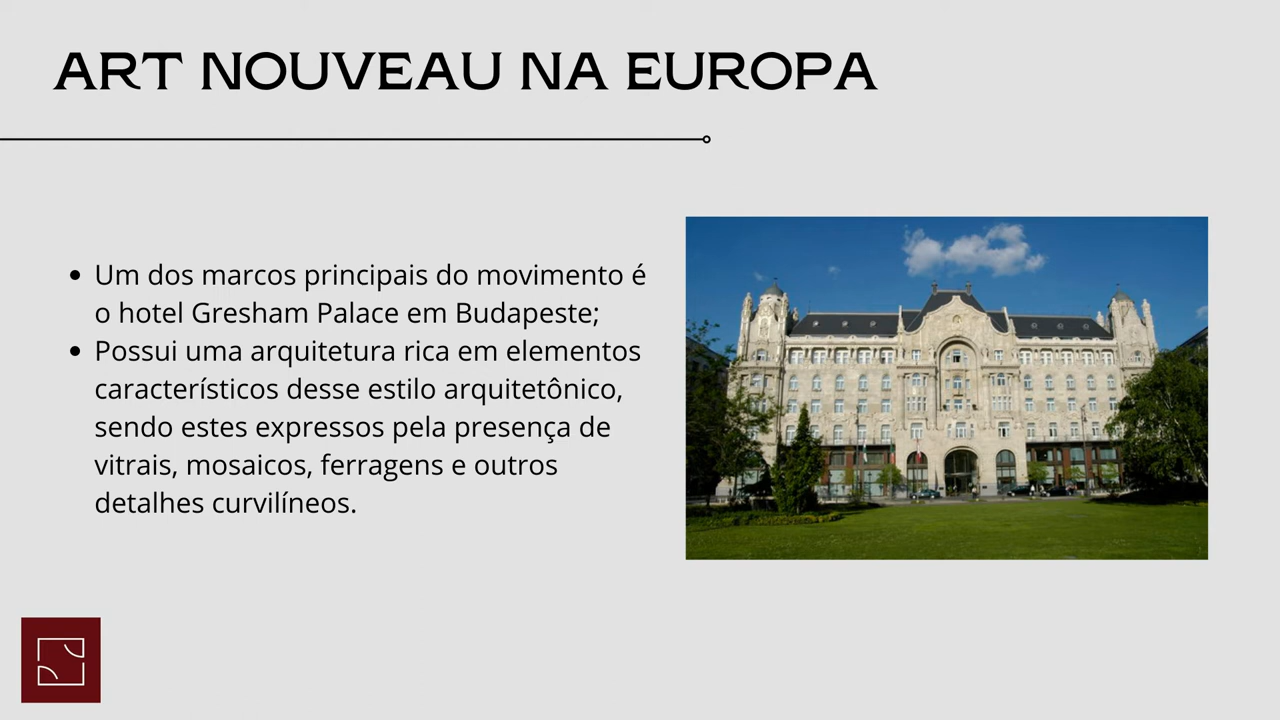 ART NOUVEAU NA EUROPA
• Um dos marcos principais do movimento é
o hotel Gresham Palace em Budapeste;
• Possui uma arquitetura rica em elementos
característicos desse estilo arquitetônico,
sendo estes expressos pela presença de
vitrais, mosaicos, ferragens e outros
detalhes curvilíneos.